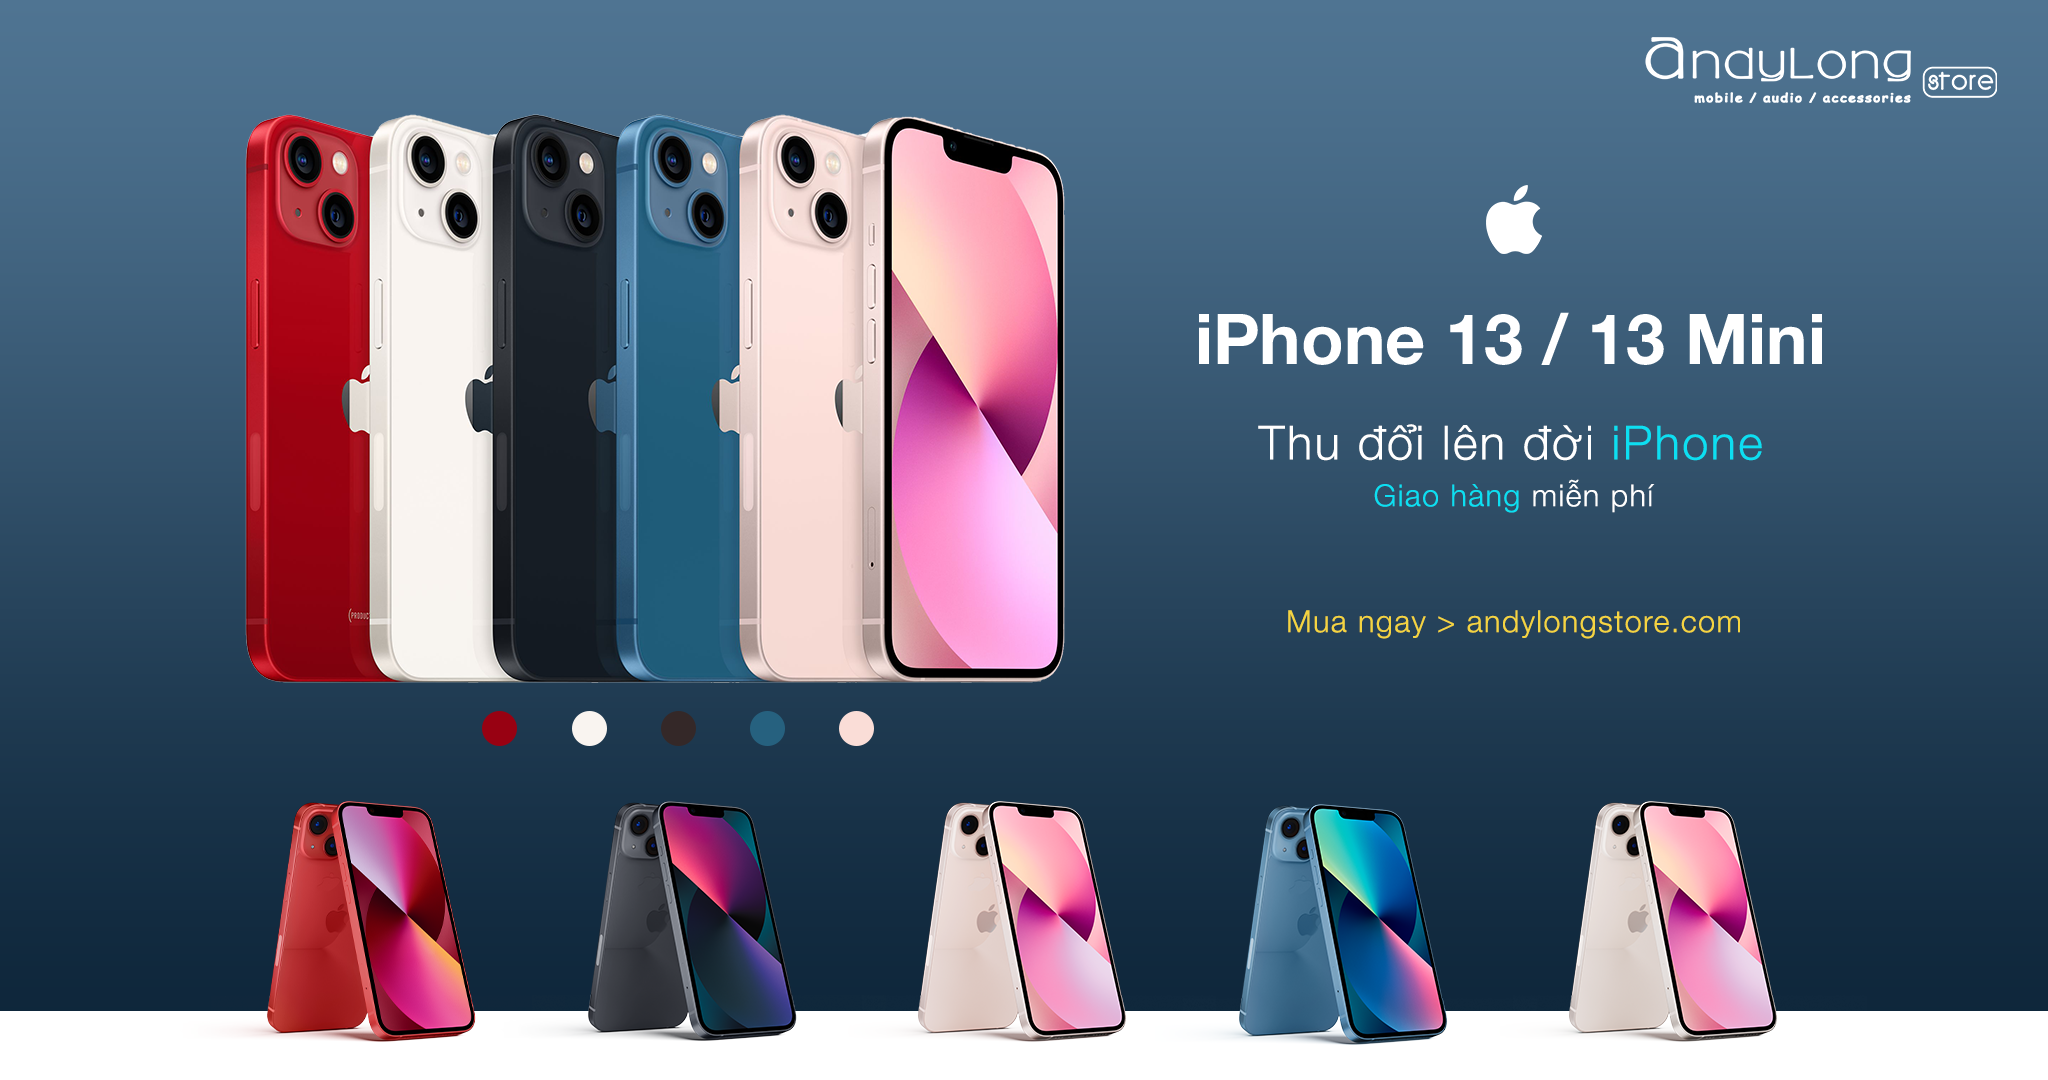 andyLong
store
mobile / audio / accessories
iPhone 13 / 13 Mini
Thu đổi lên đời iPhone
Giao hàng miễn phí
Mua ngay > andylongstore.com
(PRODUC